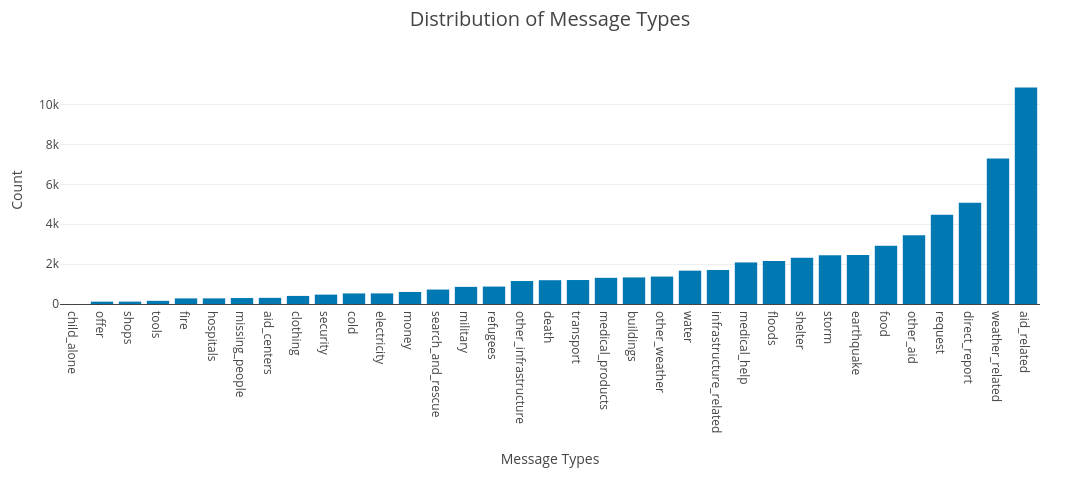 Distribution of Message Types
Count
10k
8k
6k
4k
2k
0
child_alone
offer
shops
tools
fire
hospitals
missing_people
aid_centers
clothing
security
cold
electricity
money
search_and_rescue
military
refugees
other_infrastructure
death
transport
medical_products
buildings
other_weather
water
infrastructure_related
medical_help
floods
shelter
storm
earthquake
food
other_aid
request
direct_report
weather_related
aid_related
Message Types